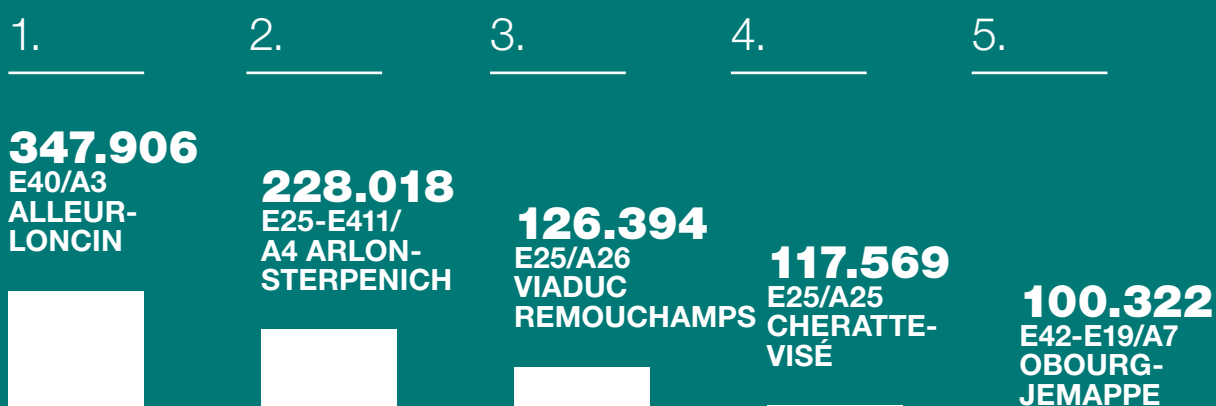 1.
2.
3.
4.
5.
347.906
E40/A3
ALLEUR-
LONCIN
228.018
E25-E411/
A4 ARLON-
STERPENICH
126.394
E25/A26
VIADUC
REMOUCHAMPS
117.569
E25/A25
CHERATTE-
VISÉ
100.322
E42-E19/A7
OBOURG-
JEMAPPE